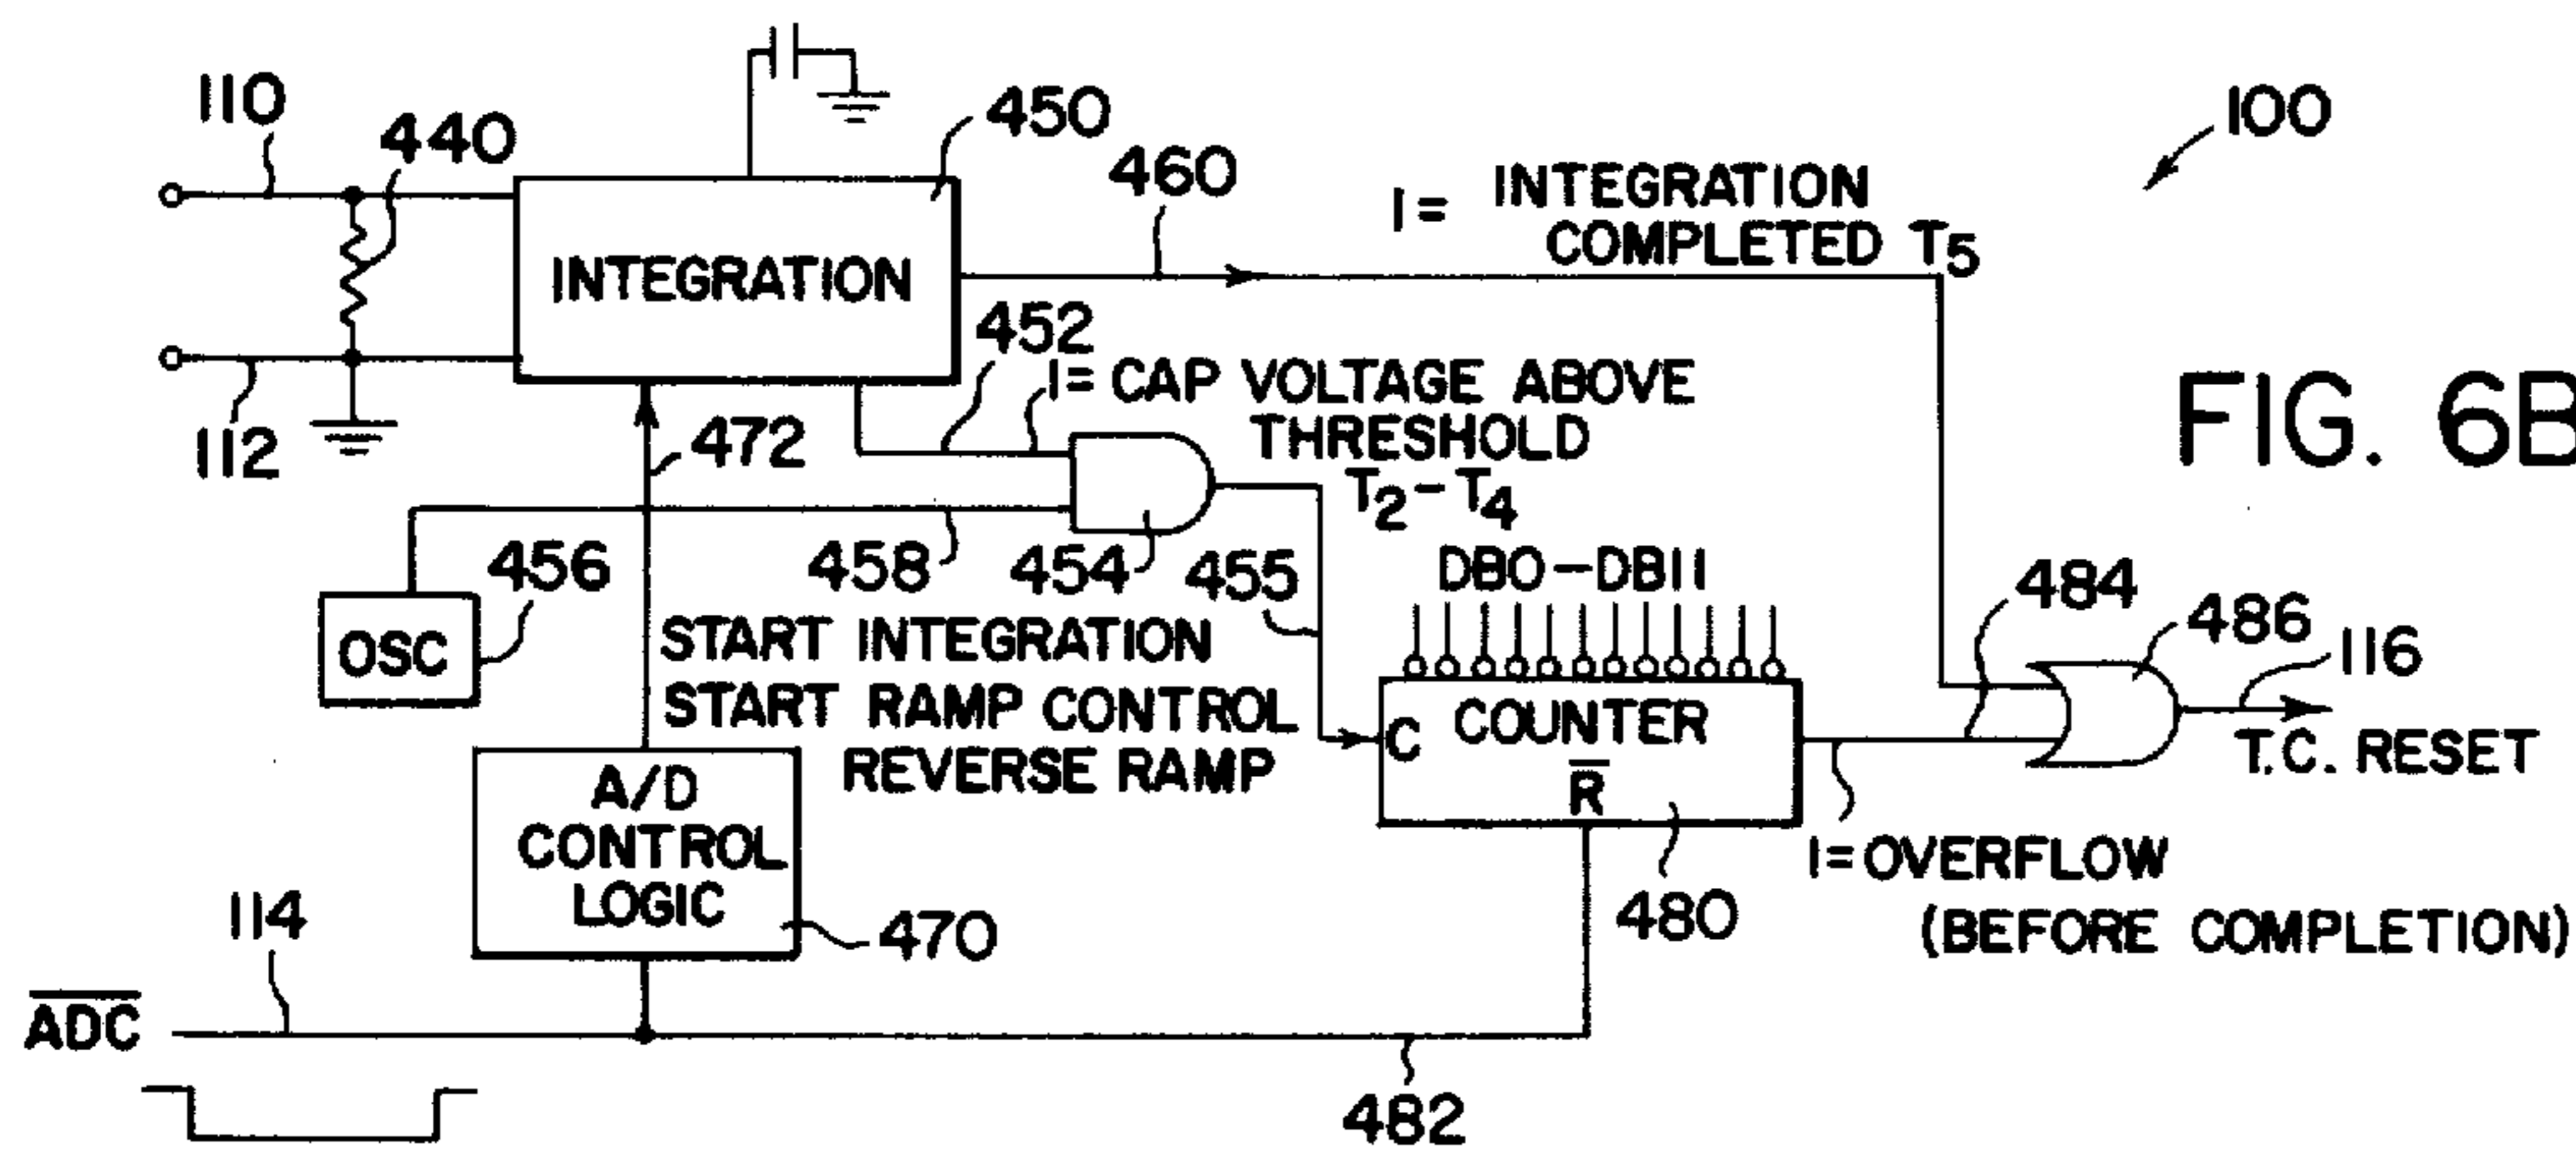 110
440
450
460
1= INTEGRATION
COMPLETED T5
100
INTEGRATION
452
1= CAP VOLTAGE ABOVE
THRESHOLD
T2-T4
FIG. 6B
112
472
OSC
456
458
454
455
DB0-DB11
484
486
116
START INTEGRATION
START RAMP CONTROL
REVERSE RAMP
C
COUNTER
R̅
T.C. RESET
A/D
CONTROL
LOGIC
470
480
1=OVERFLOW
(BEFORE COMPLETION)
114
A̅D̅C̅
482